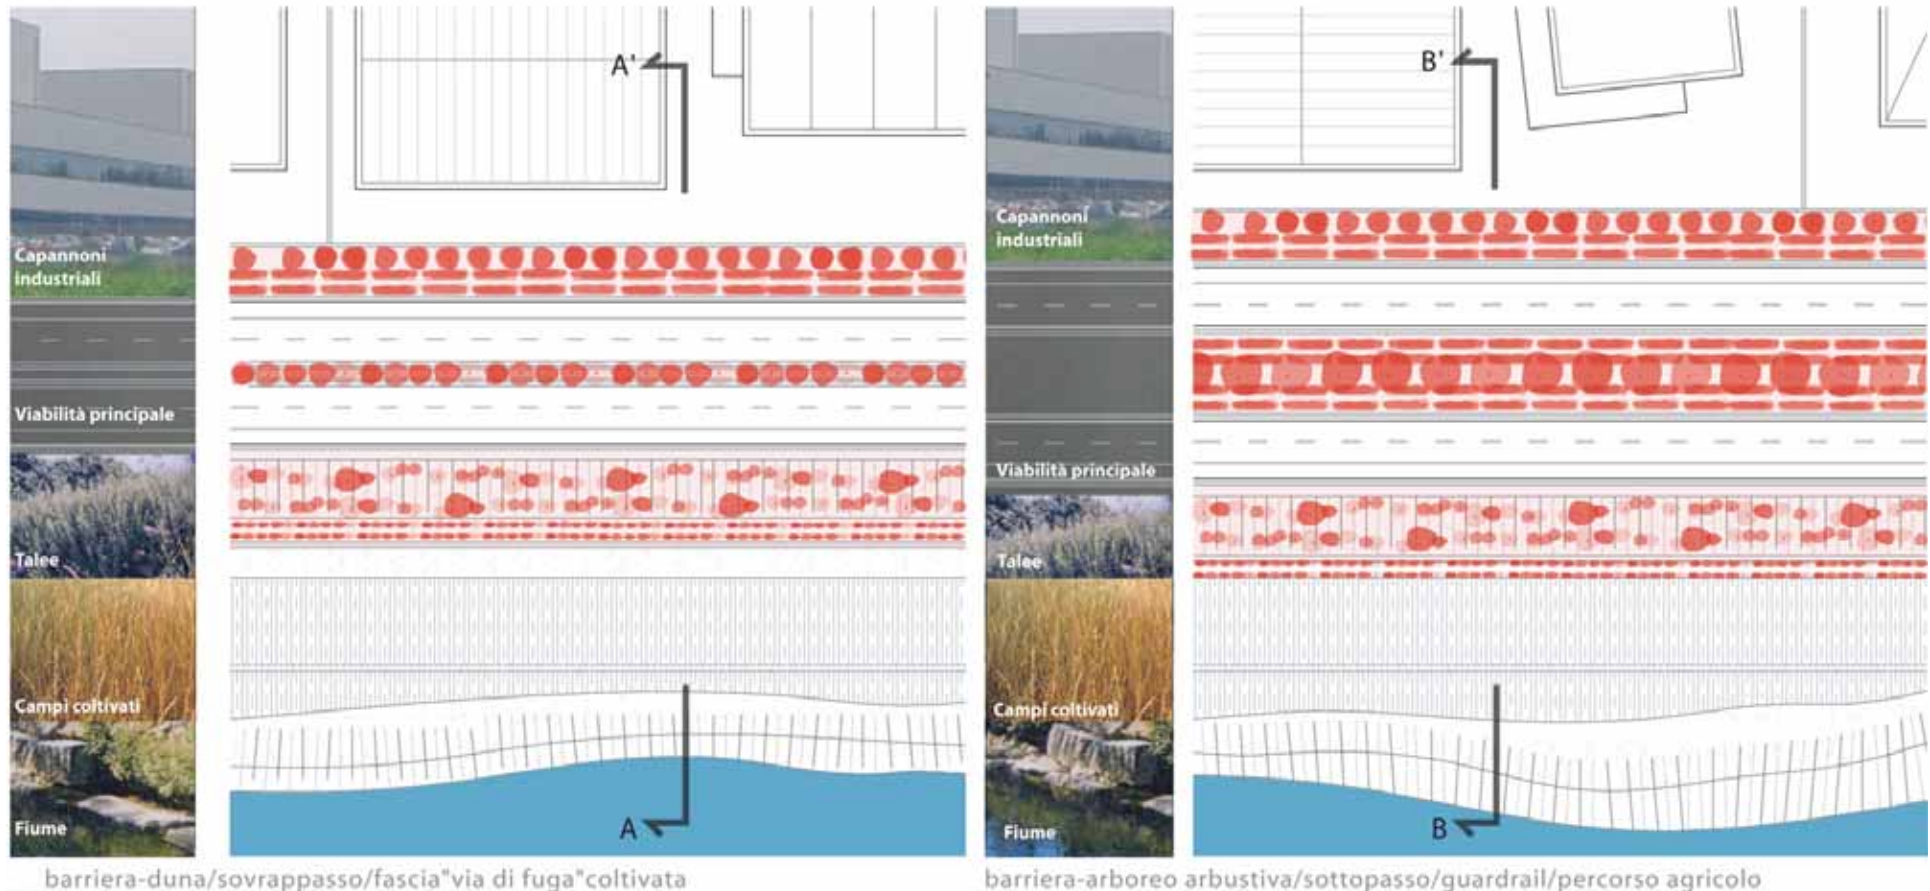 A'
Capannoni
industriali
Viabilità principale
Talee
Campi coltivati
Fiume
A
barriera-duna/sovrappasso/fascia"via di fuga"coltivata
B'
Capannoni
industriali
Viabilità principale
Talee
Campi coltivati
Fiume
B
barriera-arboreo arbustiva/sottopasso/guardrail/percorso agricolo